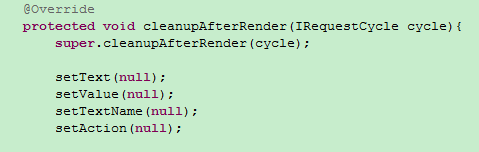 @Override
protected void cleanupAfterRender(IRequestCycle cycle){
    super.cleanupAfterRender(cycle);

    setText(null);
    setValue(null);
    setTextName(null);
    setAction(null);